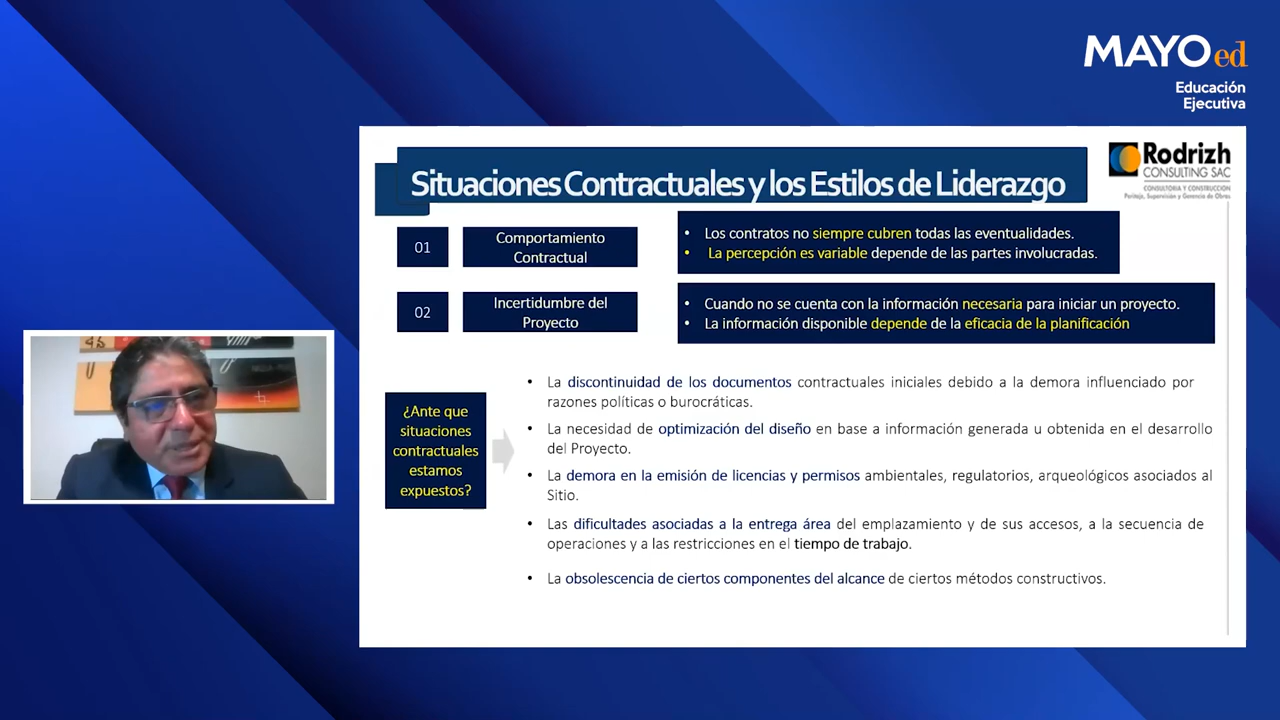 MAYO ed
Educación
Ejecutiva
Situaciones Contractuales y los Estilos de Liderazgo
Rodrizh
CONSULTING SAC
CONSULTORIA Y CONSTRUCCION
Peritaje, Supervisión y Gerencia de Obras
01
Comportamiento
Contractual
• Los contratos no siempre cubren todas las eventualidades.
• La percepción es variable depende de las partes involucradas.
02
Incertidumbre del
Proyecto
• Cuando no se cuenta con la información necesaria para iniciar un proyecto.
• La información disponible depende de la eficacia de la planificación
¿Ante que
situaciones
contractuales
estamos
expuestos?
• La discontinuidad de los documentos contractuales iniciales debido a la demora influenciado por
razones políticas o burocráticas.
• La necesidad de optimización del diseño en base a información generada u obtenida en el desarrollo
del Proyecto.
• La demora en la emisión de licencias y permisos ambientales, regulatorios, arqueológicos asociados al
Sitio.
• Las dificultades asociadas a la entrega área del emplazamiento y de sus accesos, a la secuencia de
operaciones y a las restricciones en el tiempo de trabajo.
• La obsolescencia de ciertos componentes del alcance de ciertos métodos constructivos.